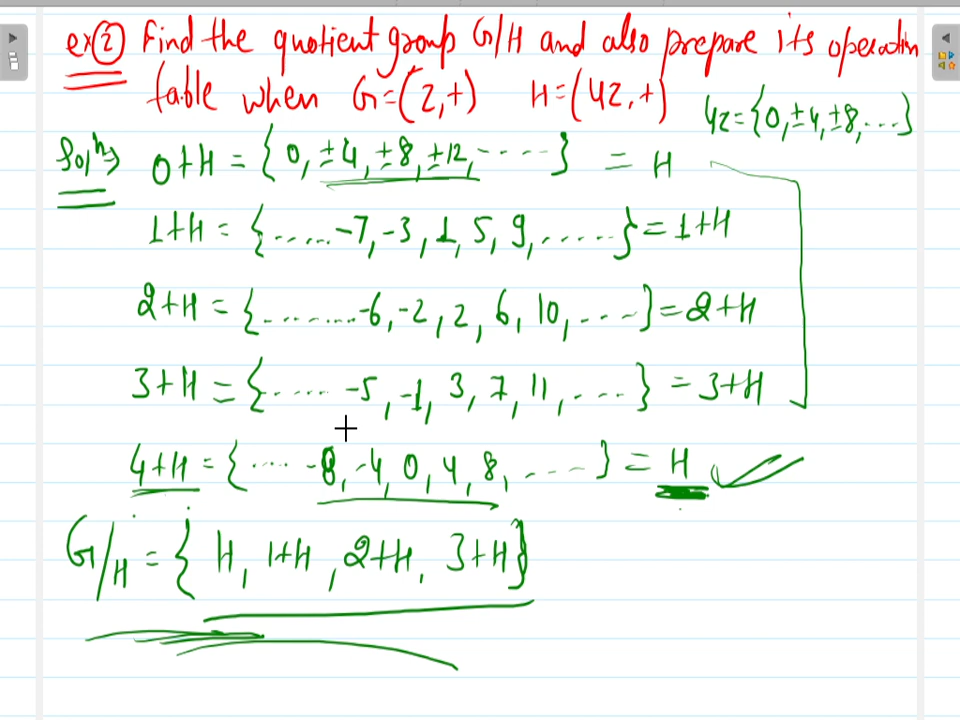 ex② Find the quotient group G/H and also prepare its operation
table when G=(Z,+) H=(4Z,+)
4Z={0,±4,±8,....}
Solⁿ⇒ 0+H = {0, ±4, ±8, ±12, .....} = H
1+H = {......-7,-3,1,5,9,......} = 1+H
2+H = {.........-6,-2,2,6,10,.....} = 2+H
3+H = {...... -5,-1,3,7,11,.....} = 3+H
4+H = {.... -8,-4,0,4,8,.....} = H ✓
G/H = { H, 1+H, 2+H, 3+H}